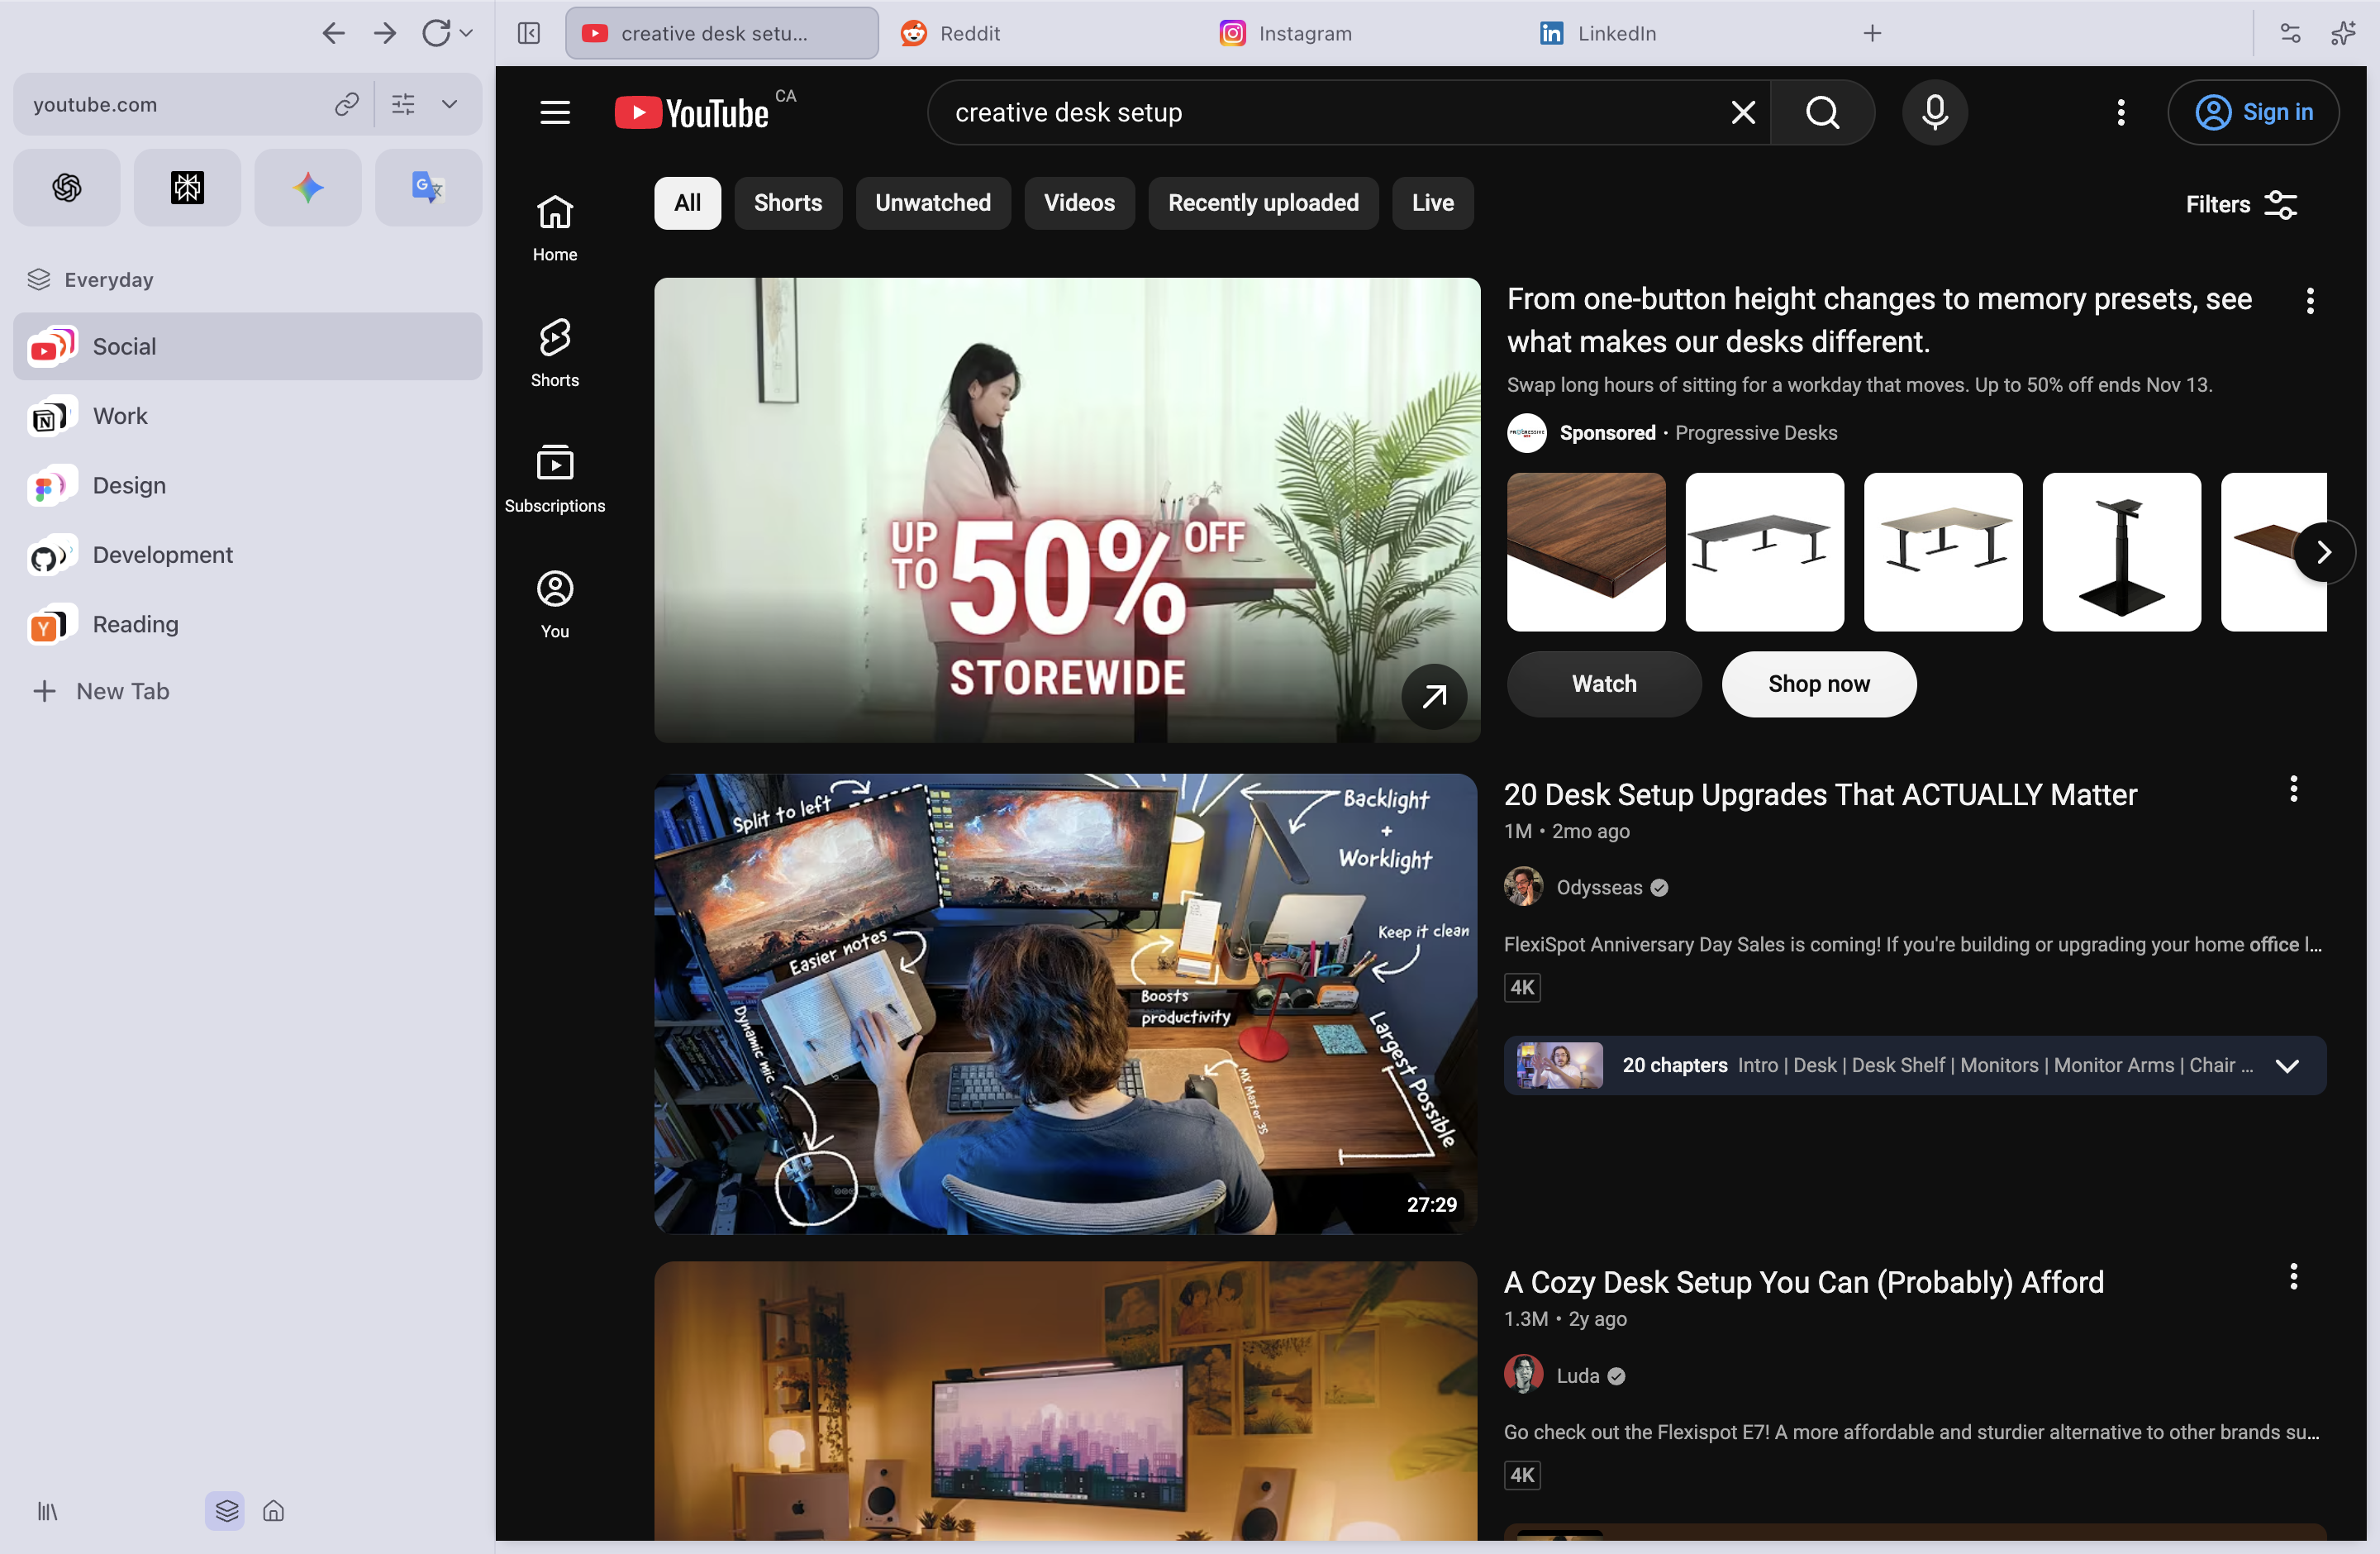 creative desk setu...
Reddit
Instagram
LinkedIn
youtube.com
Everyday
Social
Work
Design
Development
Reading
New Tab
YouTube CA
creative desk setup
Sign in
Home
Shorts
Subscriptions
You
All
Shorts
Unwatched
Videos
Recently uploaded
Live
Filters
UP TO 50% OFF
STOREWIDE
From one-button height changes to memory presets, see
what makes our desks different.
Swap long hours of sitting for a workday that moves. Up to 50% off ends Nov 13.
Sponsored · Progressive Desks
Watch
Shop now
Split to left
Backlight
+
Worklight
Easier notes
Keep it clean
Boosts
productivity
Dynamic mic
MX Master 3S
Largest Possible
27:29
20 Desk Setup Upgrades That ACTUALLY Matter
1M • 2mo ago
Odysseas
FlexiSpot Anniversary Day Sales is coming! If you're building or upgrading your home office l...
4K
20 chapters Intro | Desk | Desk Shelf | Monitors | Monitor Arms | Chair ...
A Cozy Desk Setup You Can (Probably) Afford
1.3M • 2y ago
Luda
Go check out the Flexispot E7! A more affordable and sturdier alternative to other brands su...
4K